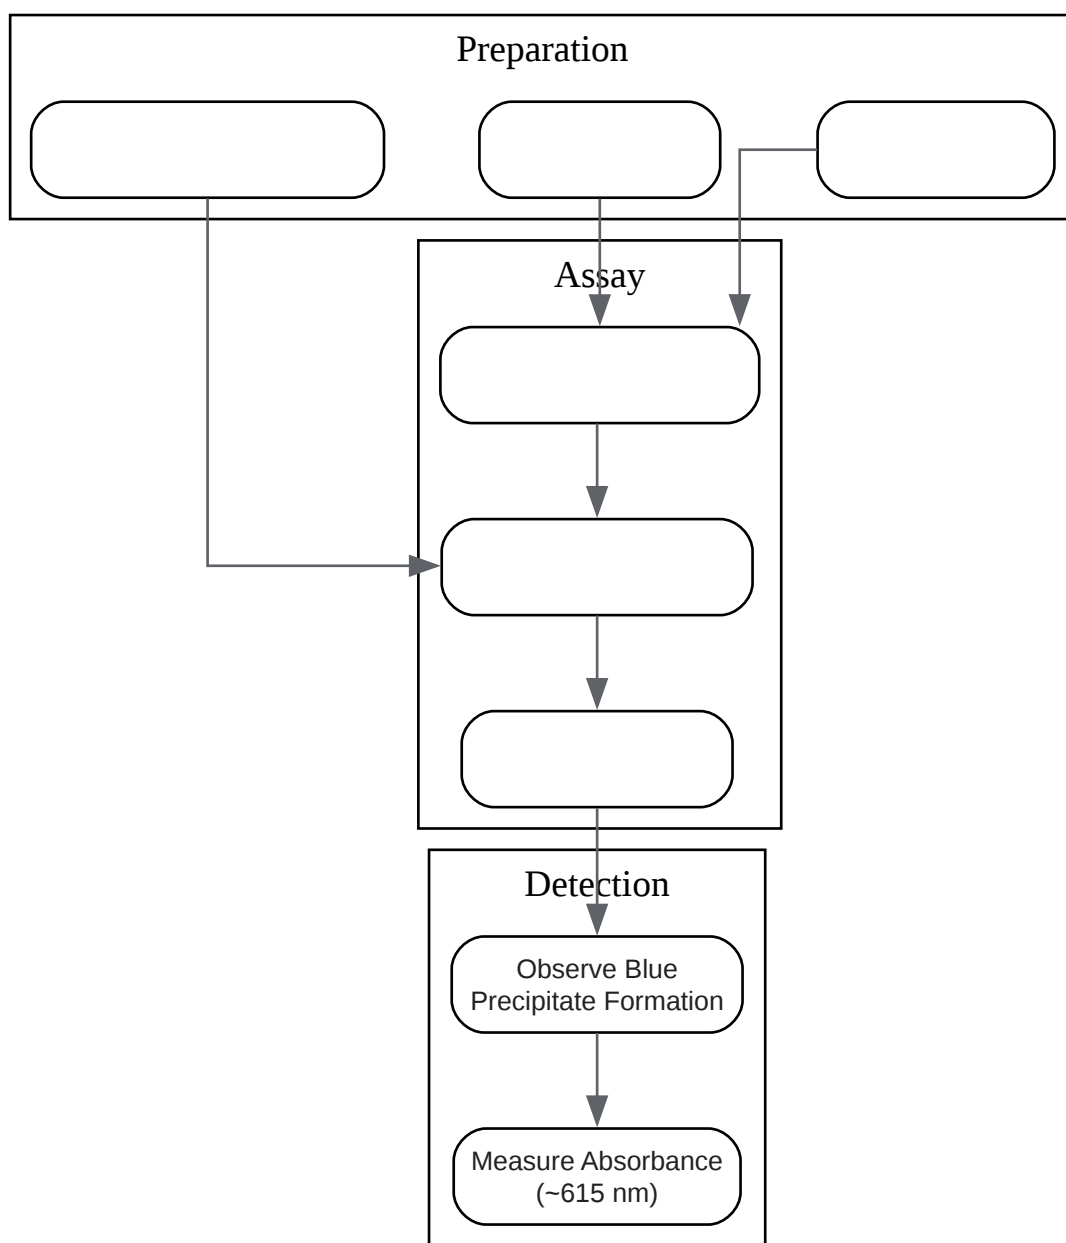 Preparation
Assay
Detection
Observe Blue
Precipitate Formation
Measure Absorbance
(~615 nm)